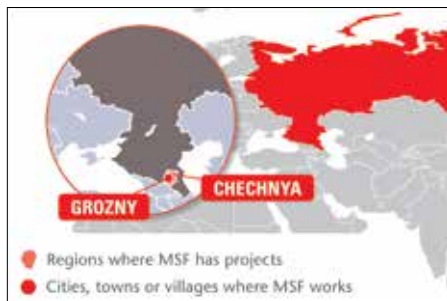 CHECHNYA
GROZNY
Regions where MSF has projects
Cities, towns or villages where MSF works